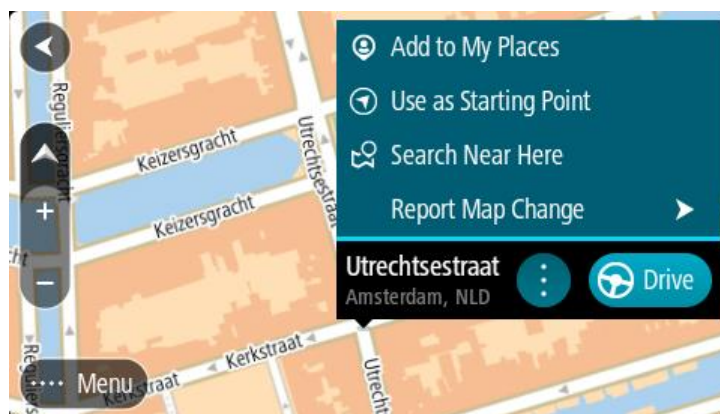 Add to My Places
Use as Starting Point
Search Near Here
Report Map Change
Utrechtsestraat
Amsterdam, NLD
Drive
Reguliersgracht
Keizersgracht
Utrechtsestraat
Keizersgracht
+
−
Kerkstraat
Menu